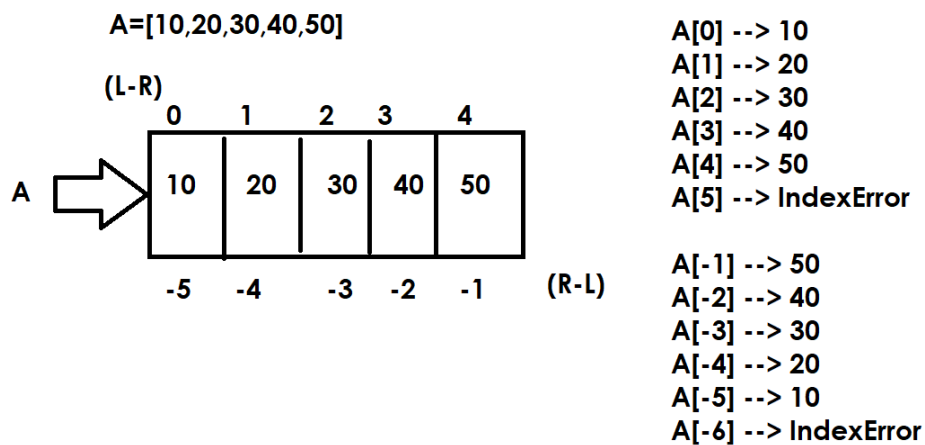 A=[10,20,30,40,50]
(L-R)
0 1 2 3 4
A 10 20 30 40 50
-5 -4 -3 -2 -1 (R-L)
A[0] --> 10
A[1] --> 20
A[2] --> 30
A[3] --> 40
A[4] --> 50
A[5] --> IndexError
A[-1] --> 50
A[-2] --> 40
A[-3] --> 30
A[-4] --> 20
A[-5] --> 10
A[-6] --> IndexError